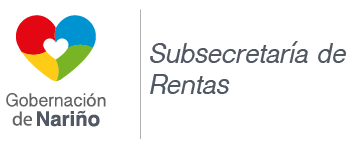 Gobernación
de Nariño
Subsecretaría de
Rentas